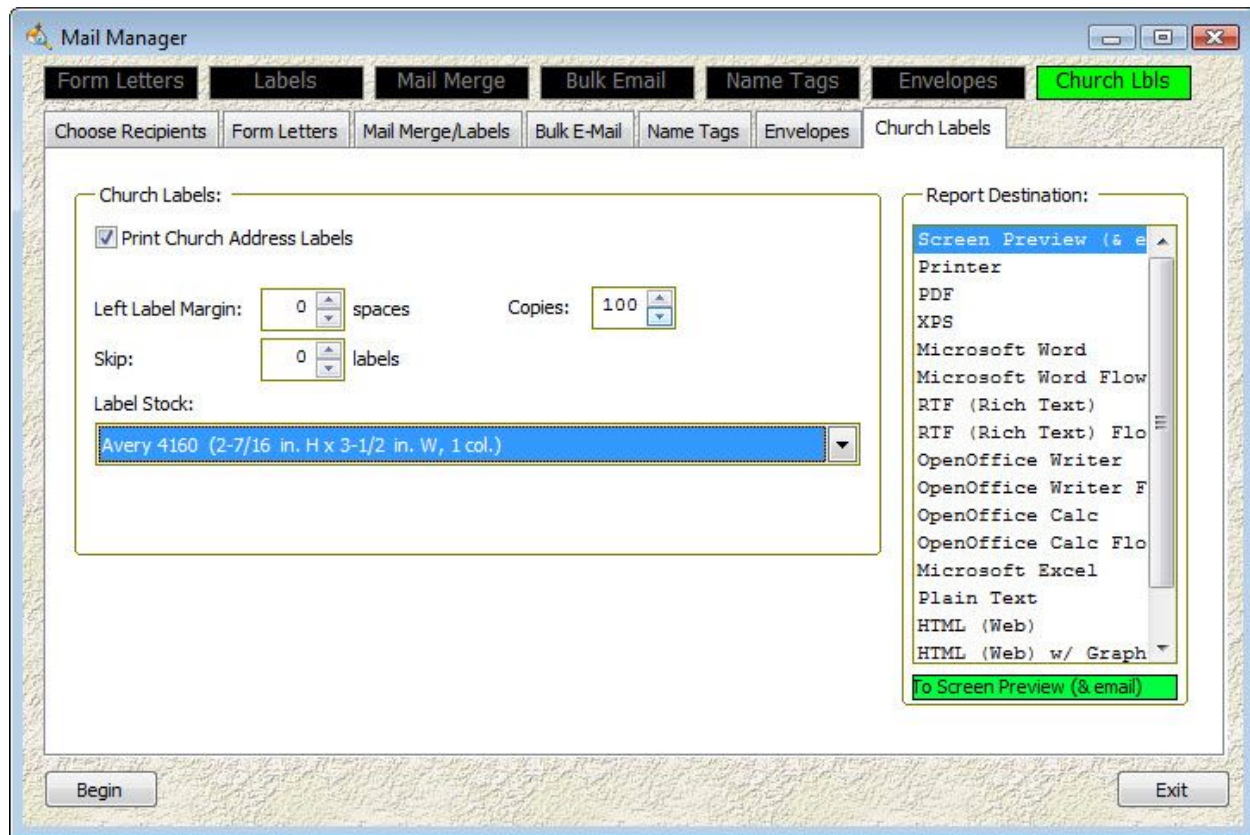 Mail Manager
Form Letters Labels Mail Merge Bulk Email Name Tags Envelopes Church Lbls
Choose Recipients Form Letters Mail Merge/Labels Bulk E-Mail Name Tags Envelopes Church Labels
Church Labels:
Print Church Address Labels
Left Label Margin: 0 spaces Copies: 100
Skip: 0 labels
Label Stock:
Avery 4160 (2-7/16 in. H x 3-1/2 in. W, 1 col.)
Report Destination:
Screen Preview (& e
Printer
PDF
XPS
Microsoft Word
Microsoft Word Flow
RTF (Rich Text)
RTF (Rich Text) Flo
OpenOffice Writer
OpenOffice Writer F
OpenOffice Calc
OpenOffice Calc Flo
Microsoft Excel
Plain Text
HTML (Web)
HTML (Web) w/ Graph
To Screen Preview (& email)
Begin Exit